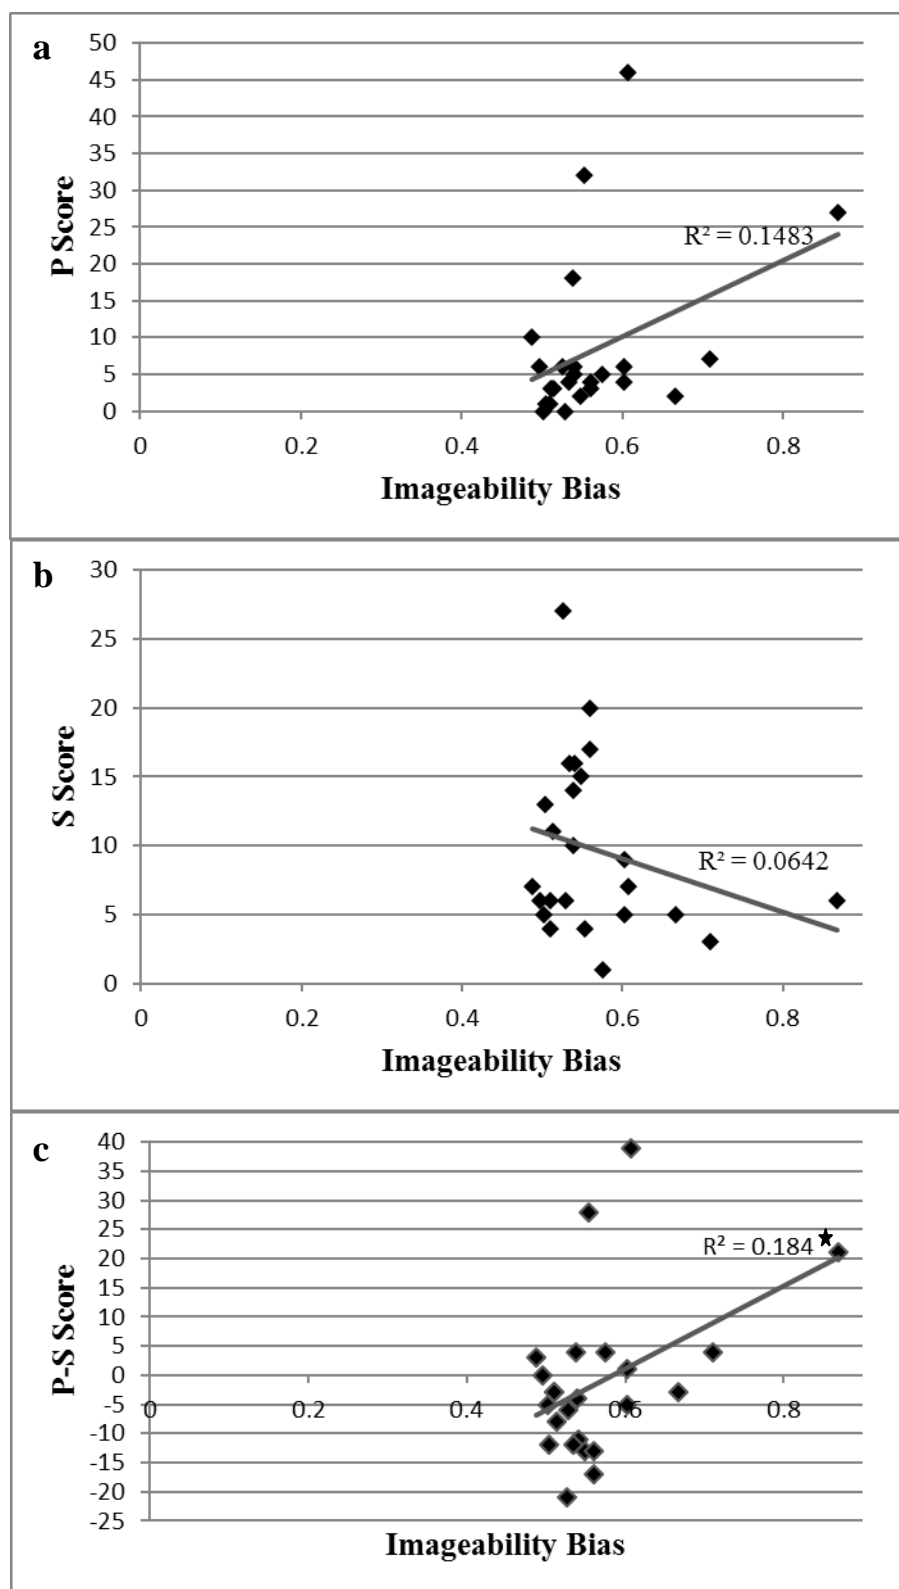 a
50
45
40
35
30
25
20
15
10
5
0
P Score
R² = 0.1483
0 0.2 0.4 0.6 0.8
Imageability Bias
b
30
25
20
15
10
5
0
S Score
R² = 0.0642
0 0.2 0.4 0.6 0.8
Imageability Bias
c
40
35
30
25
20
15
10
5
0
-5
-10
-15
-20
-25
P-S Score
R² = 0.184
0 0.2 0.4 0.6 0.8
Imageability Bias